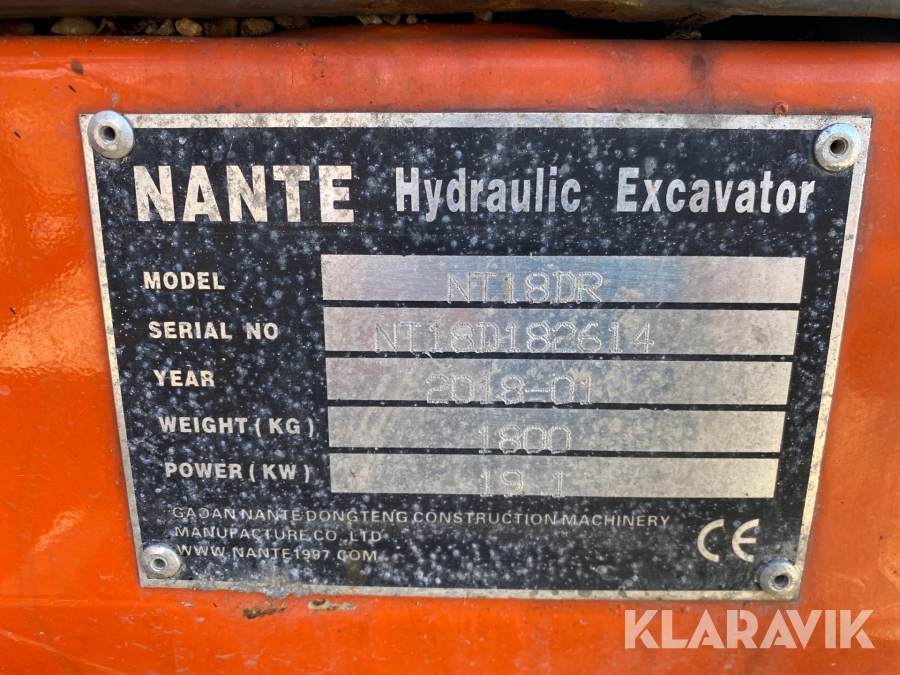 NANTE Hydraulic Excavator
MODEL NT18DR
SERIAL NO NT18D182614
YEAR 2018-01
WEIGHT(KG) 1800
POWER(KW) 19.1
GAOAN NANTE DONGTENG CONSTRUCTION MACHINERY
MANUFACTURE CO.,LTD
WWW.NANTE1997.COM
CE
KLARAVIK